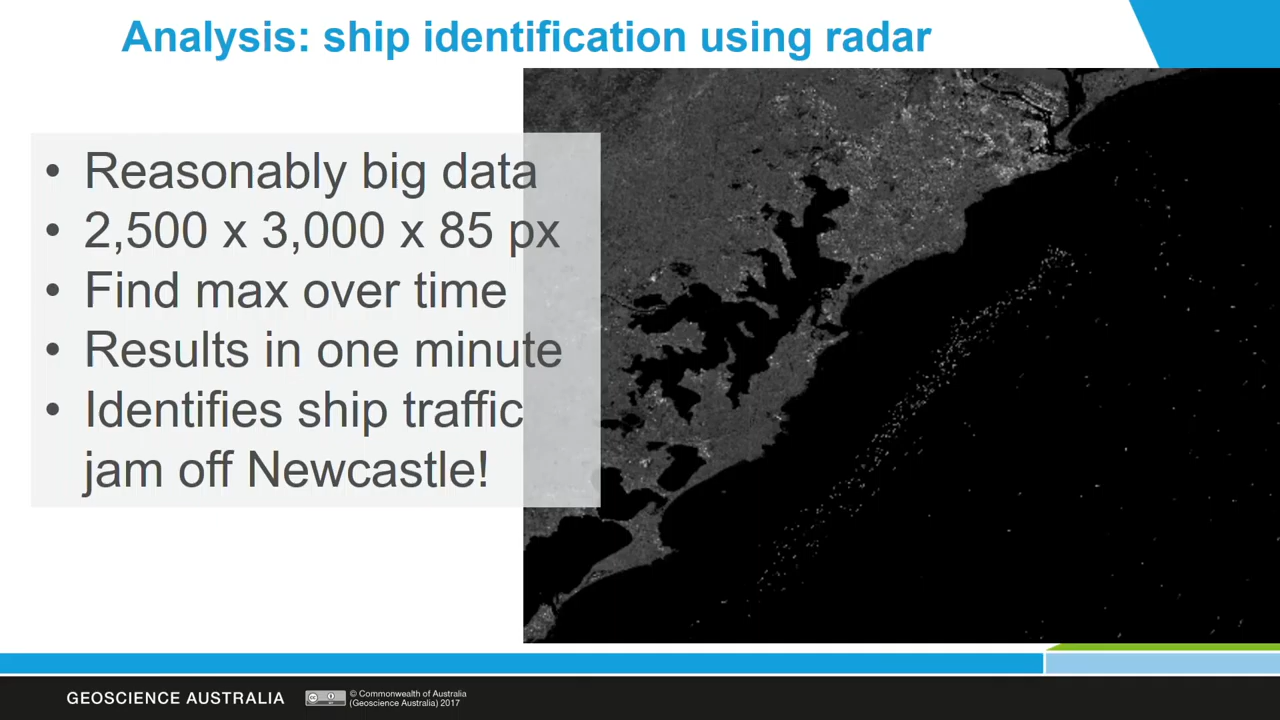 Analysis: ship identification using radar
• Reasonably big data
• 2,500 x 3,000 x 85 px
• Find max over time
• Results in one minute
• Identifies ship traffic
jam off Newcastle!
GEOSCIENCE AUSTRALIA
© Commonwealth of Australia
(Geoscience Australia) 2017